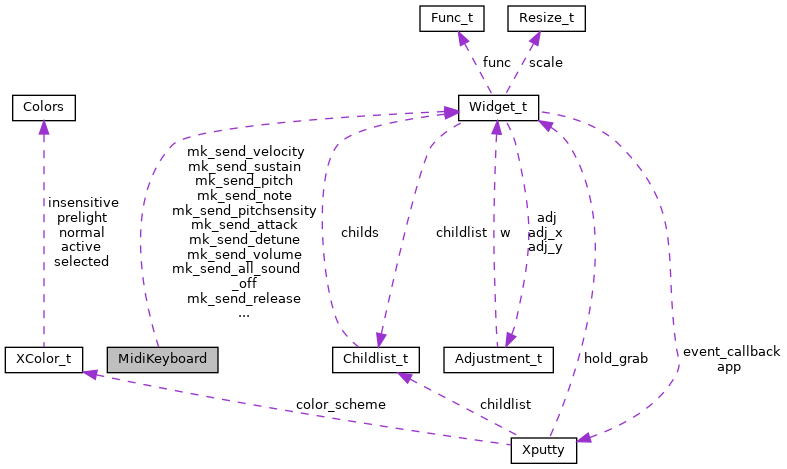 Func_t
Resize_t
func
scale
Colors
Widget_t
mk_send_velocity
mk_send_sustain
mk_send_pitch
mk_send_note
mk_send_pitchsensity
mk_send_attack
mk_send_detune
mk_send_volume
mk_send_all_sound
_off
mk_send_release
...
insensitive
prelight
normal
active
selected
childs
childlist
w
adj
adj_x
adj_y
XColor_t
MidiKeyboard
Childlist_t
Adjustment_t
hold_grab
event_callback
app
color_scheme
childlist
Xputty